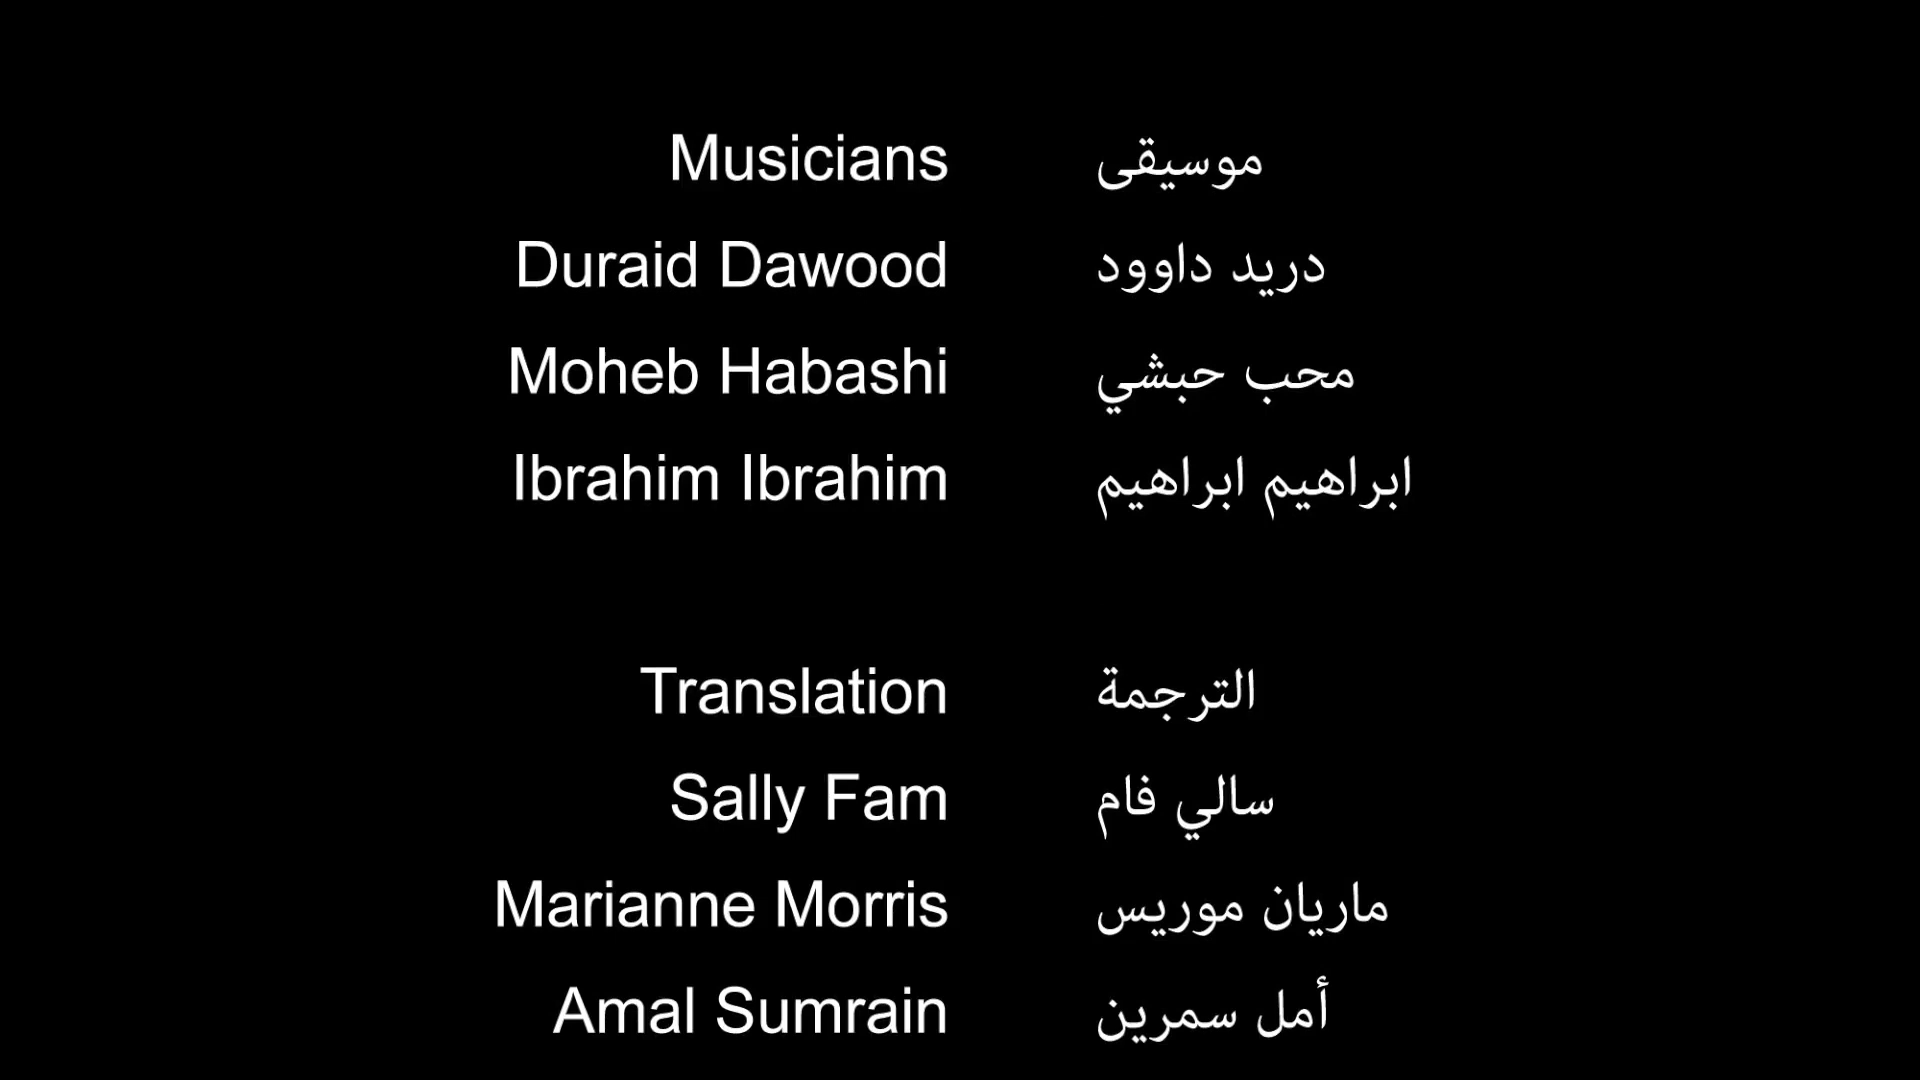 Musicians موسيقى
Duraid Dawood دريد داوود
Moheb Habashi محب حبشي
Ibrahim Ibrahim ابراهيم ابراهيم
Translation الترجمة
Sally Fam سالي فام
Marianne Morris ماريان موريس
Amal Sumrain أمل سمرين